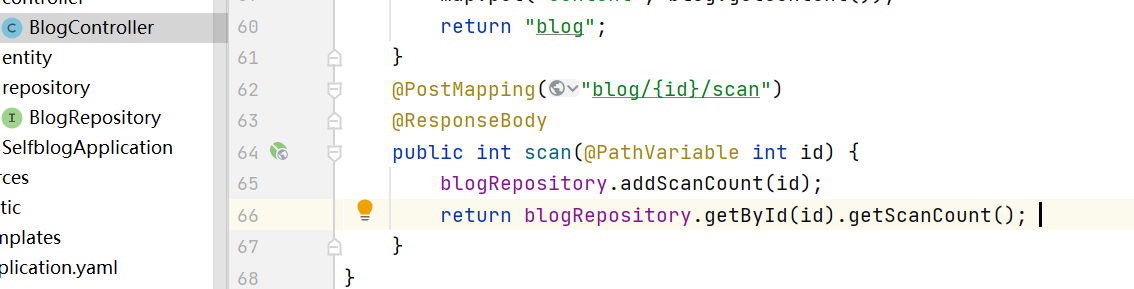 BlogController
entity
repository
BlogRepository
SelfblogApplication
rces
tic
mplates
plication.yaml
60 return "blog";
61 }
62 @PostMapping("blog/{id}/scan")
63 @ResponseBody
64 public int scan(@PathVariable int id) {
65 blogRepository.addScanCount(id);
66 return blogRepository.getById(id).getScanCount();
67 }
68 }